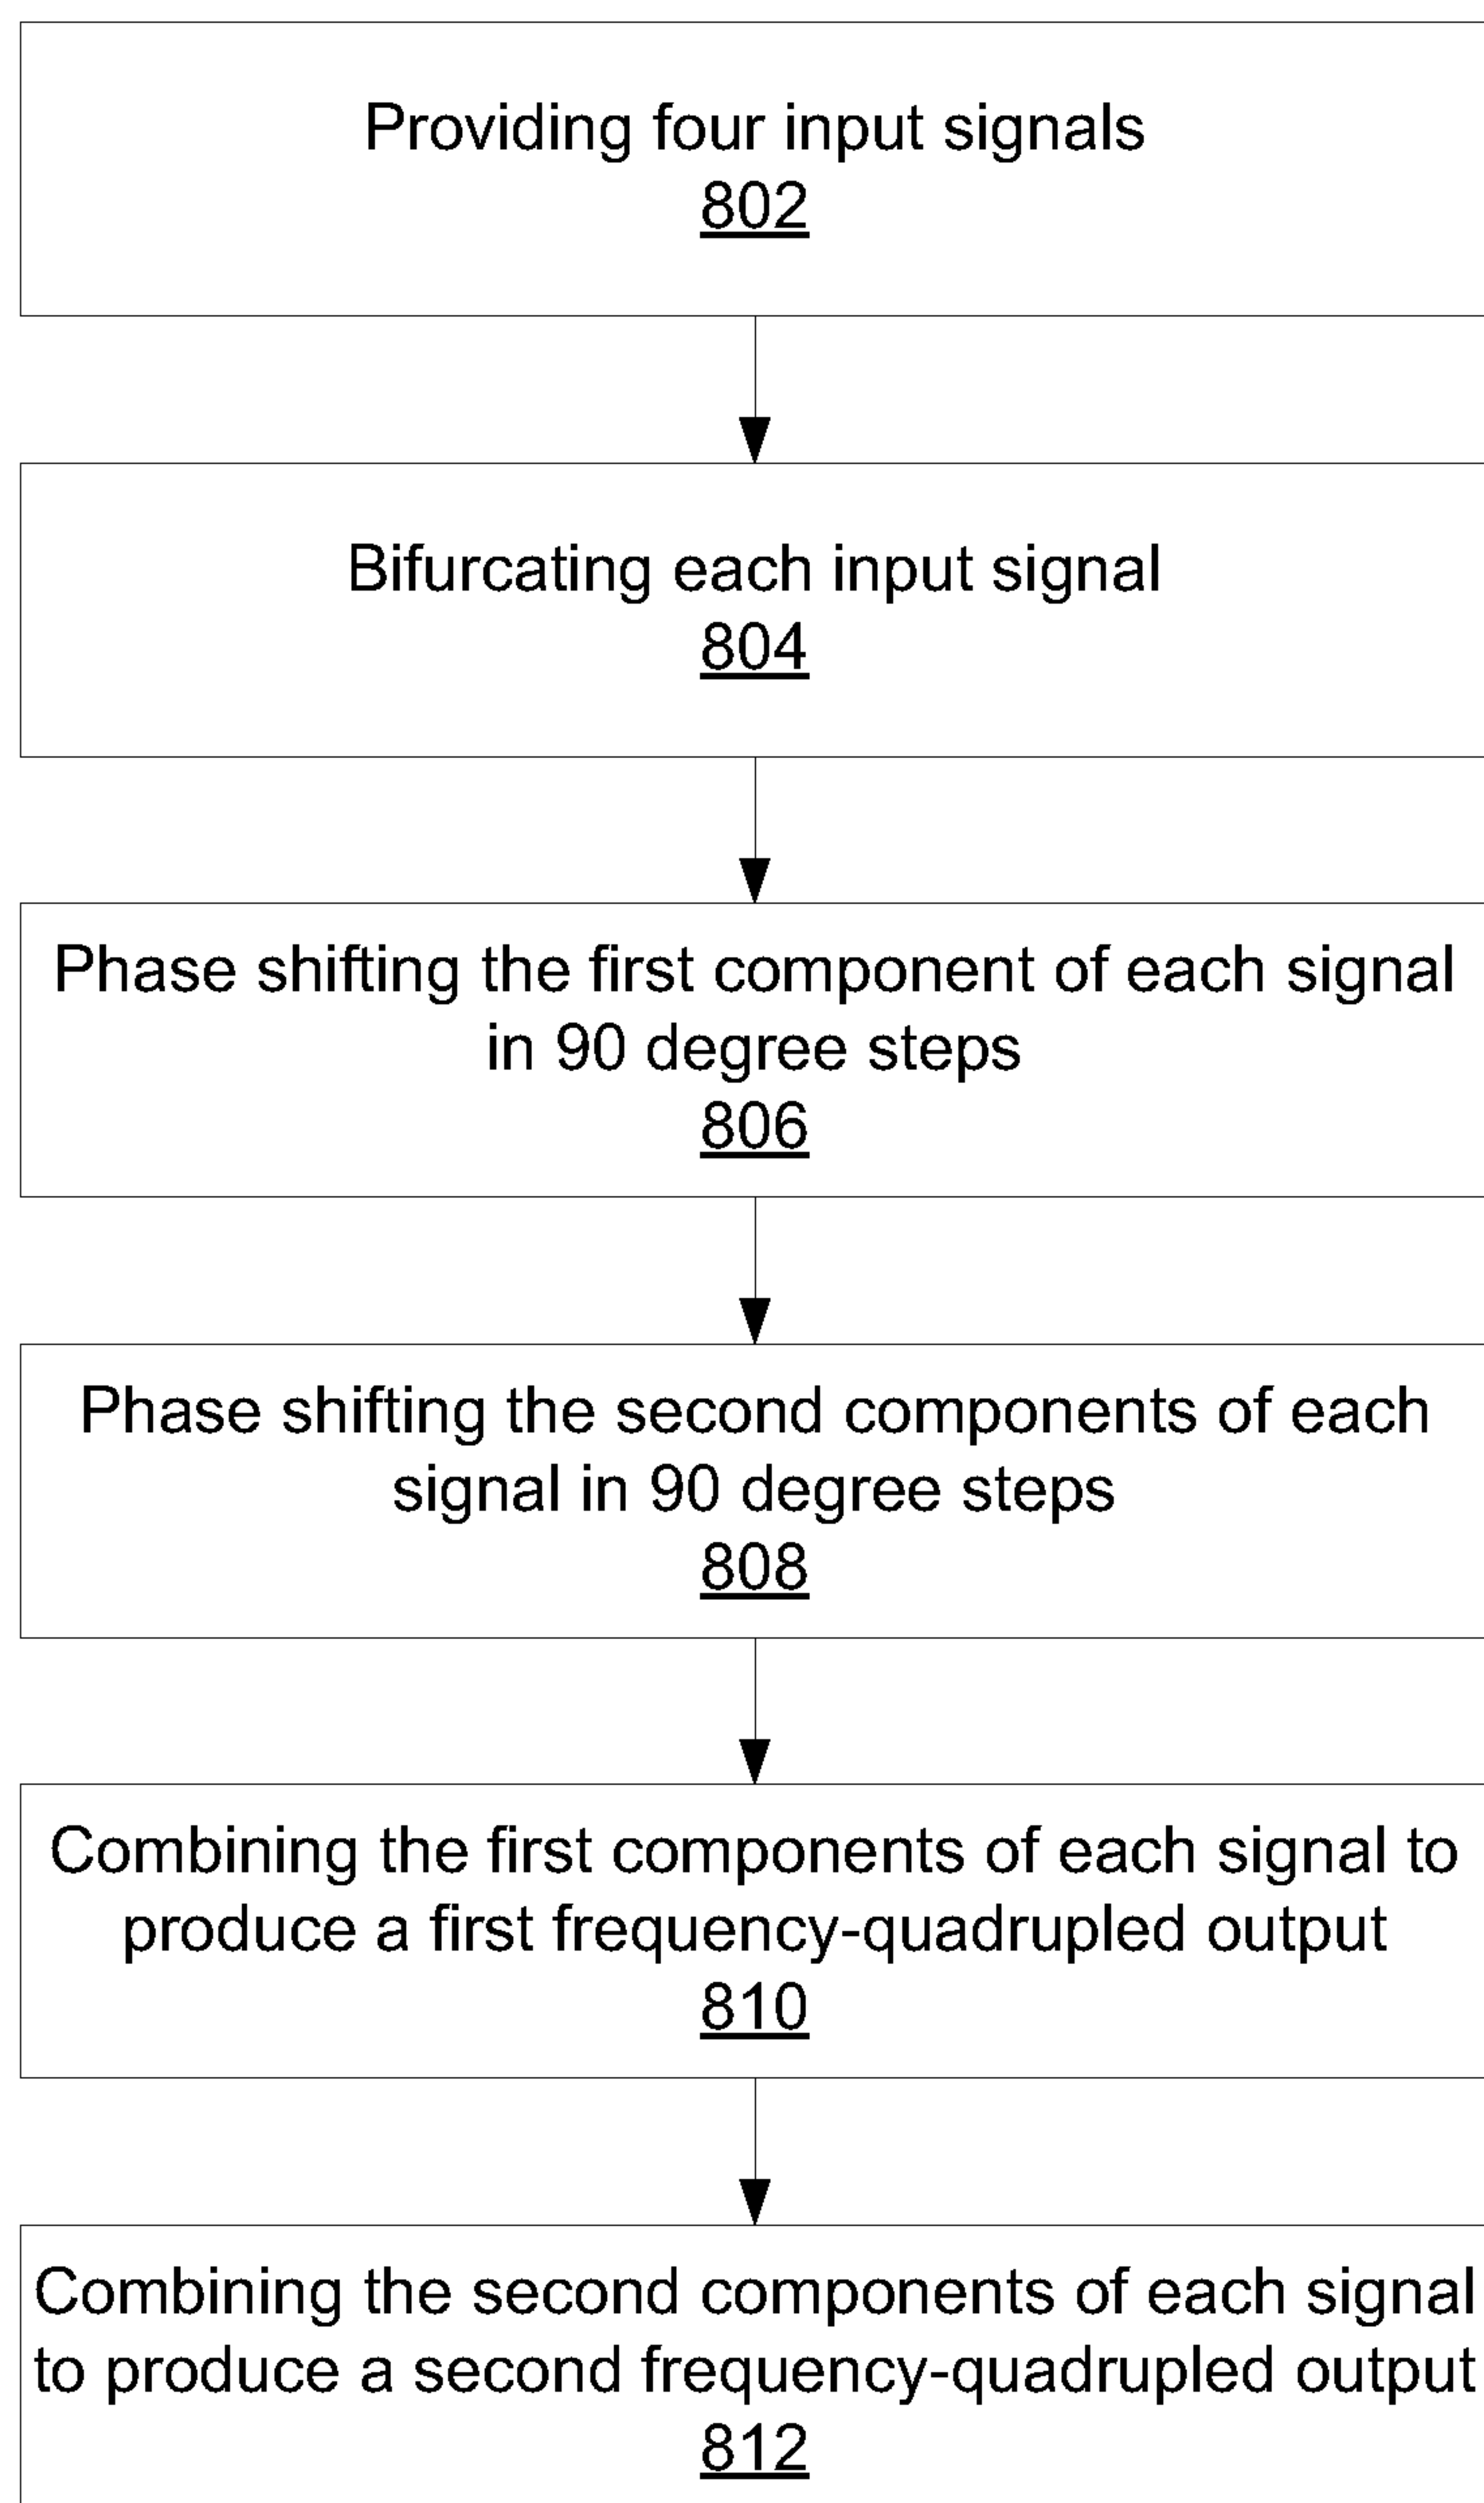 Providing four input signals
802
Bifurcating each input signal
804
Phase shifting the first component of each signal
in 90 degree steps
806
Phase shifting the second components of each
signal in 90 degree steps
808
Combining the first components of each signal to
produce a first frequency-quadrupled output
810
Combining the second components of each signal
to produce a second frequency-quadrupled output
812